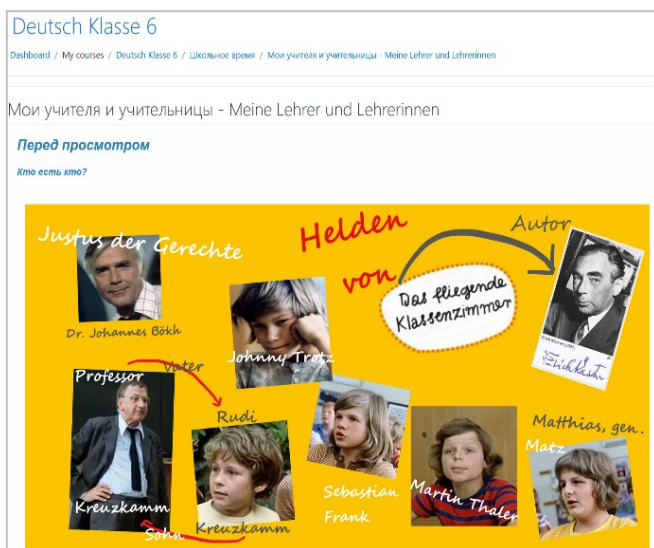 Deutsch Klasse 6
Dashboard / My courses / Deutsch Klasse 6 / Школьное время / Мои учителя и учительницы - Meine Lehrer und Lehrerinnen
Мои учителя и учительницы - Meine Lehrer und Lehrerinnen
Перед просмотром
Кто есть кто?
Justus der Gerechte
Helden
von
Autor
Das fliegende
Klassenzimmer
Dr. Johannes Bökh
Johnny Trotz
Vater
Professor
Kreuzkamm
Rudi
Kreuzkamm
Sohn
Sebastian
Frank
Martin Thaler
Matthias, gen.
Matz